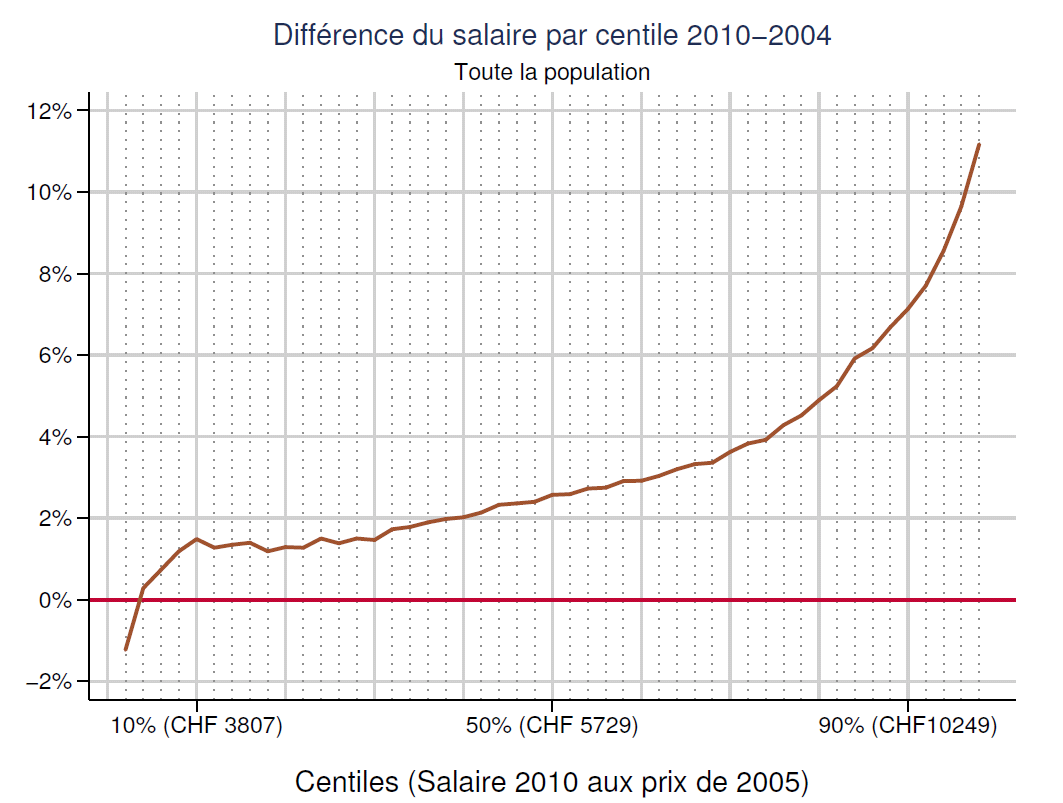 Différence du salaire par centile 2010−2004
Toute la population
12%
10%
8%
6%
4%
2%
0%
−2%
10% (CHF 3807)
50% (CHF 5729)
90% (CHF10249)
Centiles (Salaire 2010 aux prix de 2005)